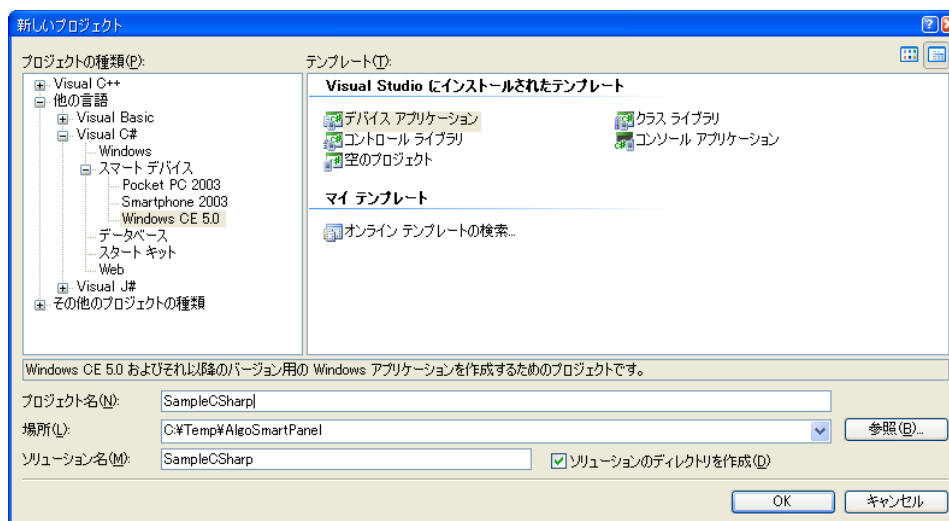 新しいプロジェクト
プロジェクトの種類(P):
Visual C++
他の言語
Visual Basic
Visual C#
Windows
スマート デバイス
Pocket PC 2003
Smartphone 2003
Windows CE 5.0
データベース
スタート キット
Web
Visual J#
その他のプロジェクトの種類
テンプレート(T):
Visual Studio にインストールされたテンプレート
デバイス アプリケーション
クラス ライブラリ
コントロール ライブラリ
コンソール アプリケーション
空のプロジェクト
マイ テンプレート
オンライン テンプレートの検索...
Windows CE 5.0 およびそれ以降のバージョン用の Windows アプリケーションを作成するためのプロジェクトです。
プロジェクト名(N):
SampleCSharp
場所(L):
C:¥Temp¥AlgoSmartPanel
参照(B)...
ソリューション名(M):
SampleCSharp
ソリューションのディレクトリを作成(D)
OK
キャンセル